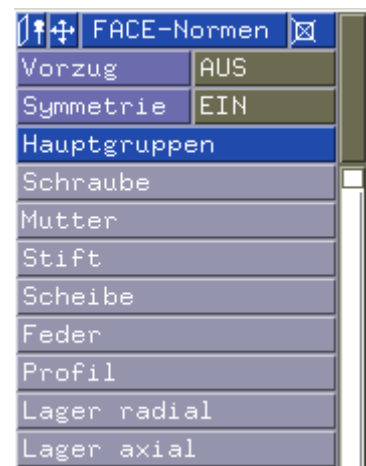 FACE-Normen
Vorzug AUS
Symmetrie EIN
Hauptgruppen
Schraube
Mutter
Stift
Scheibe
Feder
Profil
Lager radial
Lager axial